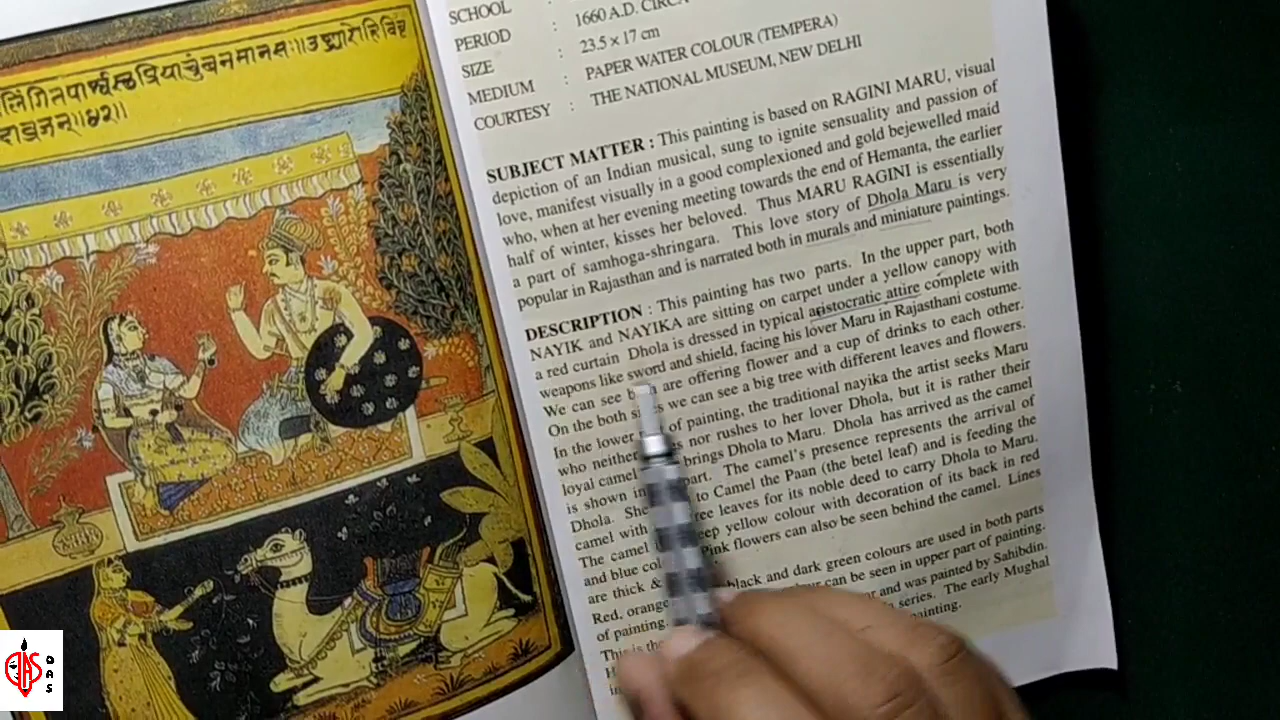 SCHOOL :
PERIOD : 1660 A.D. CIRCA
SIZE : 23.5 × 17 cm
MEDIUM : PAPER WATER COLOUR (TEMPERA)
COURTESY : THE NATIONAL MUSEUM, NEW DELHI
SUBJECT MATTER : This painting is based on RAGINI MARU, visual
depiction of an Indian musical, sung to ignite sensuality and passion of
love, manifest visually in a good complexioned and gold bejewelled maid
who, when at her evening meeting towards the end of Hemanta, the earlier
half of winter, kisses her beloved. Thus MARU RAGINI is essentially
a part of samhoga-shringara. This love story of Dhola Maru is very
popular in Rajasthan and is narrated both in murals and miniature paintings.
DESCRIPTION : This painting has two parts. In the upper part, both
NAYIK and NAYIKA are sitting on carpet under a yellow canopy with
a red curtain Dhola is dressed in typical aristocratic attire complete with
weapons like sword and shield, facing his lover Maru in Rajasthani costume.
We can see are offering flower and a cup of drinks to each other.
On the both we can see a big tree with different leaves and flowers.
In the lower of painting, the traditional nayika the artist seeks Maru
who neither nor rushes to her lover Dhola, but it is rather their
loyal camel brings Dhola to Maru. Dhola has arrived as the camel
is shown in part. The camel's presence represents the arrival of
Dhola. She to Camel the Paan (the betel leaf) and is feeding the
camel with leaves for its noble deed to carry Dhola to Maru.
The camel yellow colour with decoration of its back in red
and blue Pink flowers can also be seen behind the camel. Lines
are thick &
Red, orange black and dark green colours are used in both parts
of painting. can be seen in upper part of painting.
This is the and was painted by Sahibdin.
series. The early Mughal
in painting.
DAS